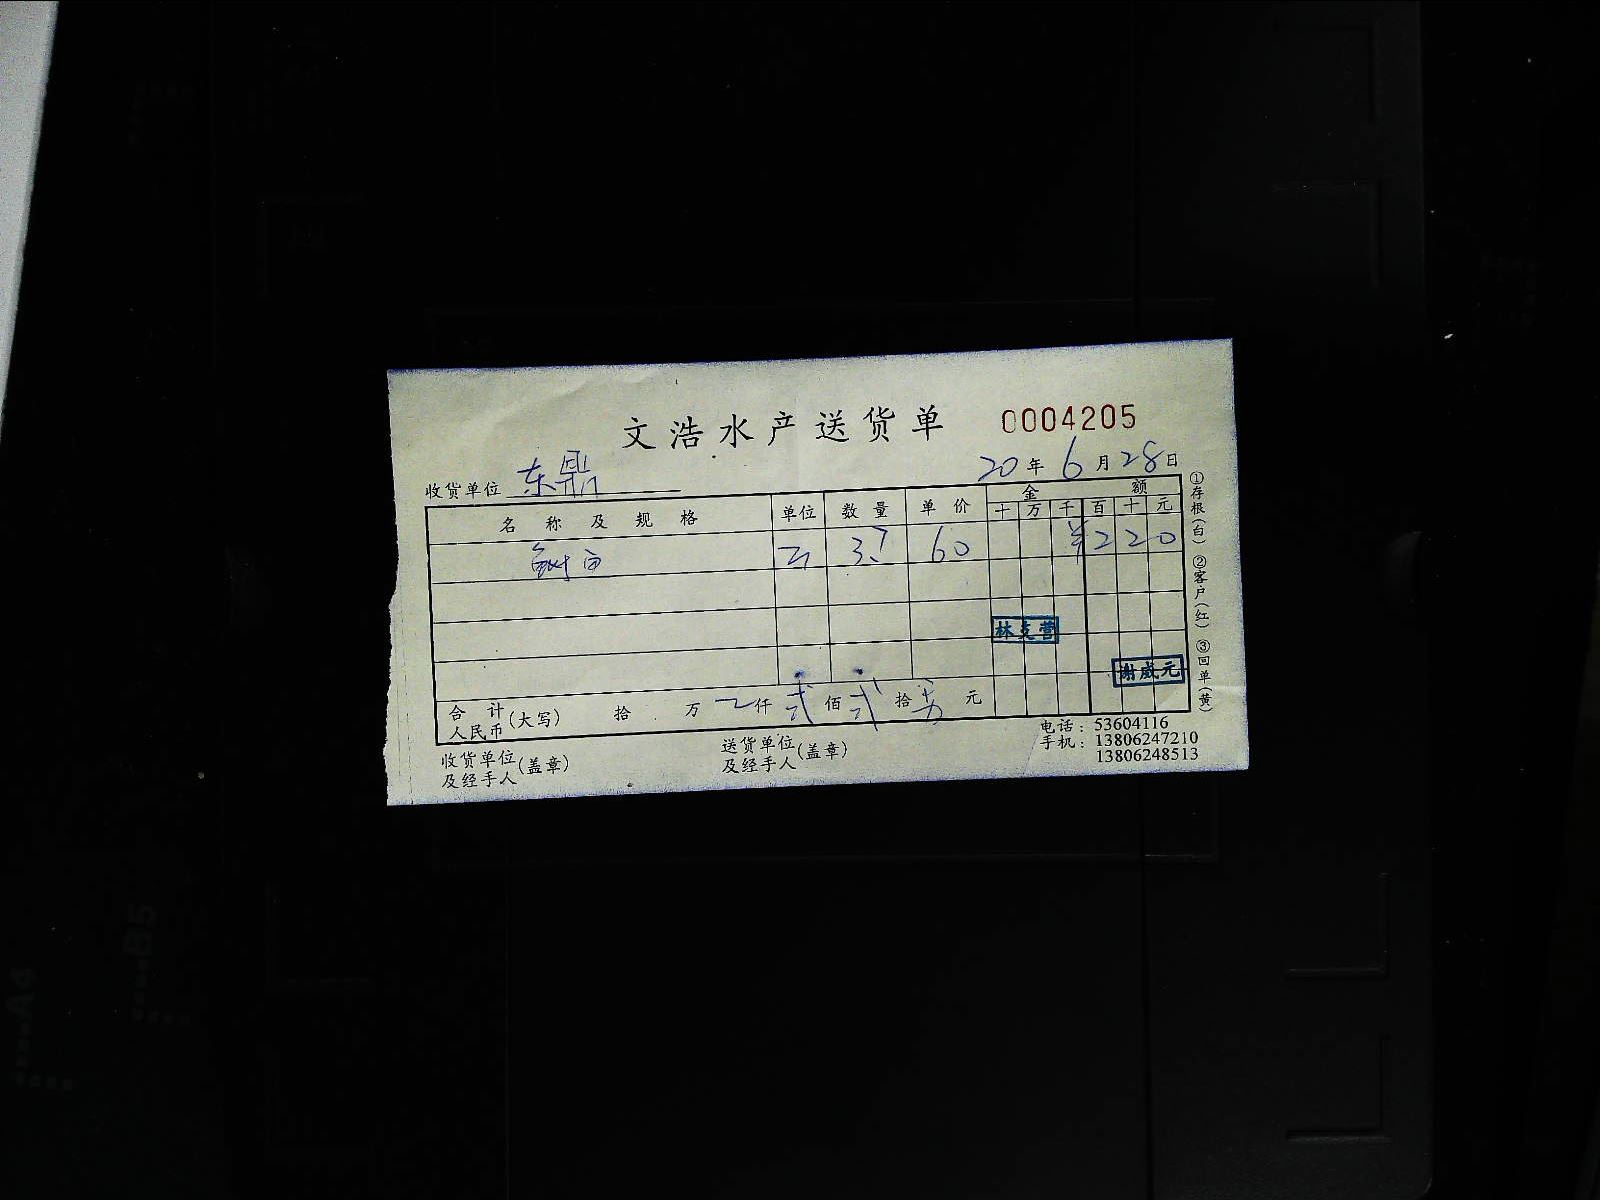 文浩水产送货单 0004205
收货单位 东鼎 20年6月28日
名称及规格 单位 数量 单价 金额
十 万 千 百 十 元
60 ¥220
林 营
谢威元
合计人民币(大写) 拾 万 仟 弍 佰 弍 拾 元
收货单位及经手人(盖章) 送货单位及经手人(盖章)
电话：53604116
手机：13806247210
13806248513
①存根(白) ②客户(红) ③回单(黄)
A4
B5